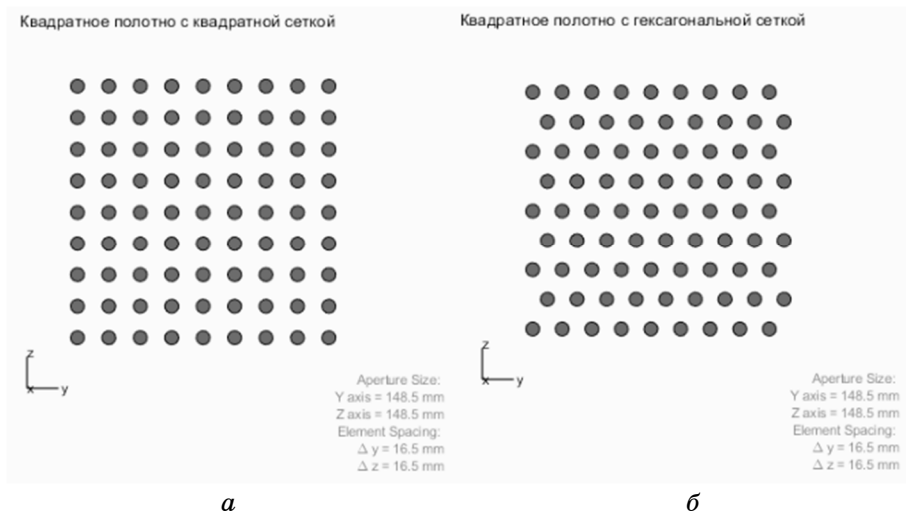 Квадратное полотно с квадратной сеткой
Квадратное полотно с гексагональной сеткой
z
x
y
Aperture Size:
Y axis = 148.5 mm
Z axis = 148.5 mm
Element Spacing:
Δ y = 16.5 mm
Δ z = 16.5 mm
z
x
y
Aperture Size:
Y axis = 148.5 mm
Z axis = 148.5 mm
Element Spacing:
Δ y = 16.5 mm
Δ z = 16.5 mm
а
б